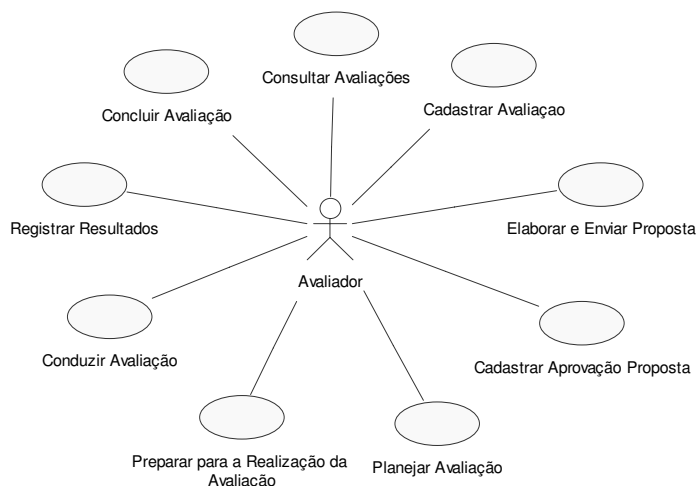 Consultar Avaliações
Concluir Avaliação
Cadastrar Avaliaçao
Registrar Resultados
Elaborar e Enviar Proposta
Avaliador
Conduzir Avaliação
Cadastrar Aprovação Proposta
Preparar para a Realização da
Avaliação
Planejar Avaliação